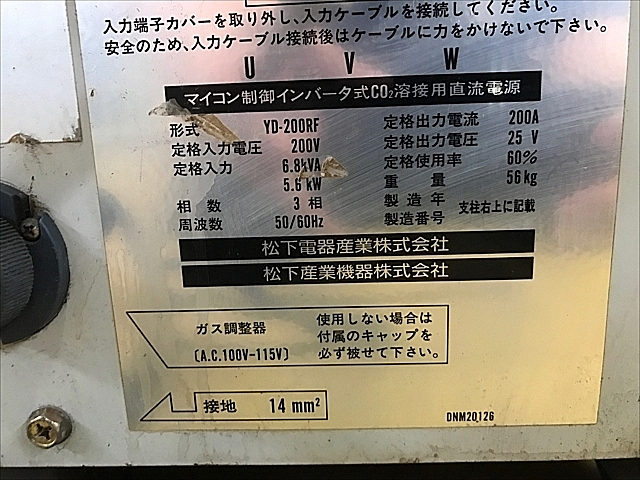 入力端子カバーを取り外し、入力ケーブルを接続してください。
安全のため、入力ケーブル接続後はケーブルに力をかけないで下さい。
U V W
マイコン制御インバータ式CO₂溶接用直流電源
形式 YD-200RF
定格入力電圧 200V
定格入力 6.8kVA
5.6kW
相数 3相
周波数 50/60Hz
定格出力電流 200A
定格出力電圧 25V
定格使用率 60%
重量 56kg
製造年
製造番号
支柱右上に記載
松下電器産業株式会社
松下産業機器株式会社
ガス調整器
(A.C.100V-115V)
使用しない場合は
付属のキャップを
必ず被せて下さい。
接地 14mm²
DNM20126